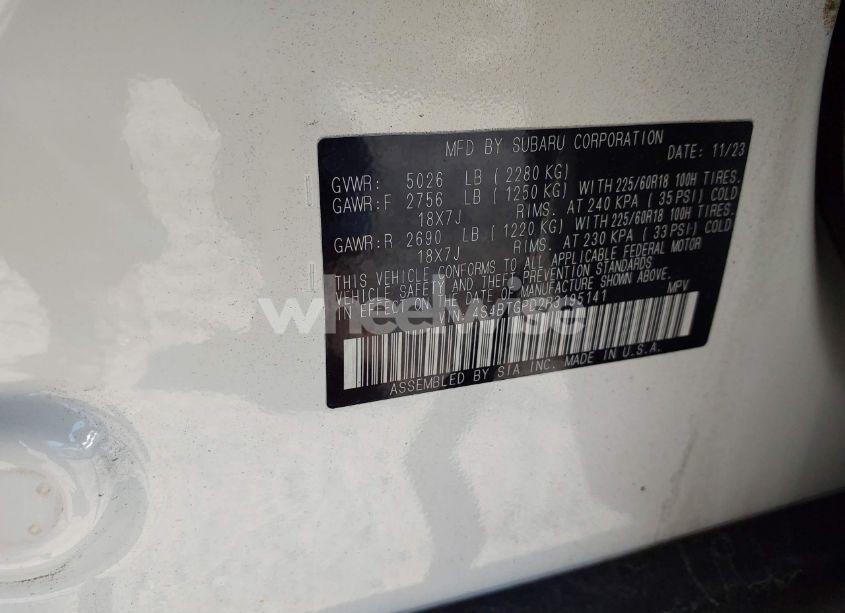 MFD BY SUBARU CORPORATION DATE: 11/23
GVWR: 5026 LB ( 2280 KG)
GAWR:F 2756 LB ( 1250 KG) WITH 225/60R18 100H TIRES.
18X7J RIMS. AT 240 KPA ( 35 PSI) COLD
GAWR:R 2690 LB ( 1220 KG) WITH 225/60R18 100H TIRES.
18X7J RIMS. AT 230 KPA ( 33 PSI) COLD
THIS VEHICLE CONFORMS TO ALL APPLICABLE FEDERAL MOTOR
VEHICLE SAFETY AND THEFT PREVENTION STANDARDS
IN EFFECT ON THE DATE OF MANUFACTURE SHOWN ABOVE.
MPV
ASSEMBLED BY SIA INC. MADE IN U.S.A.
wheelwise